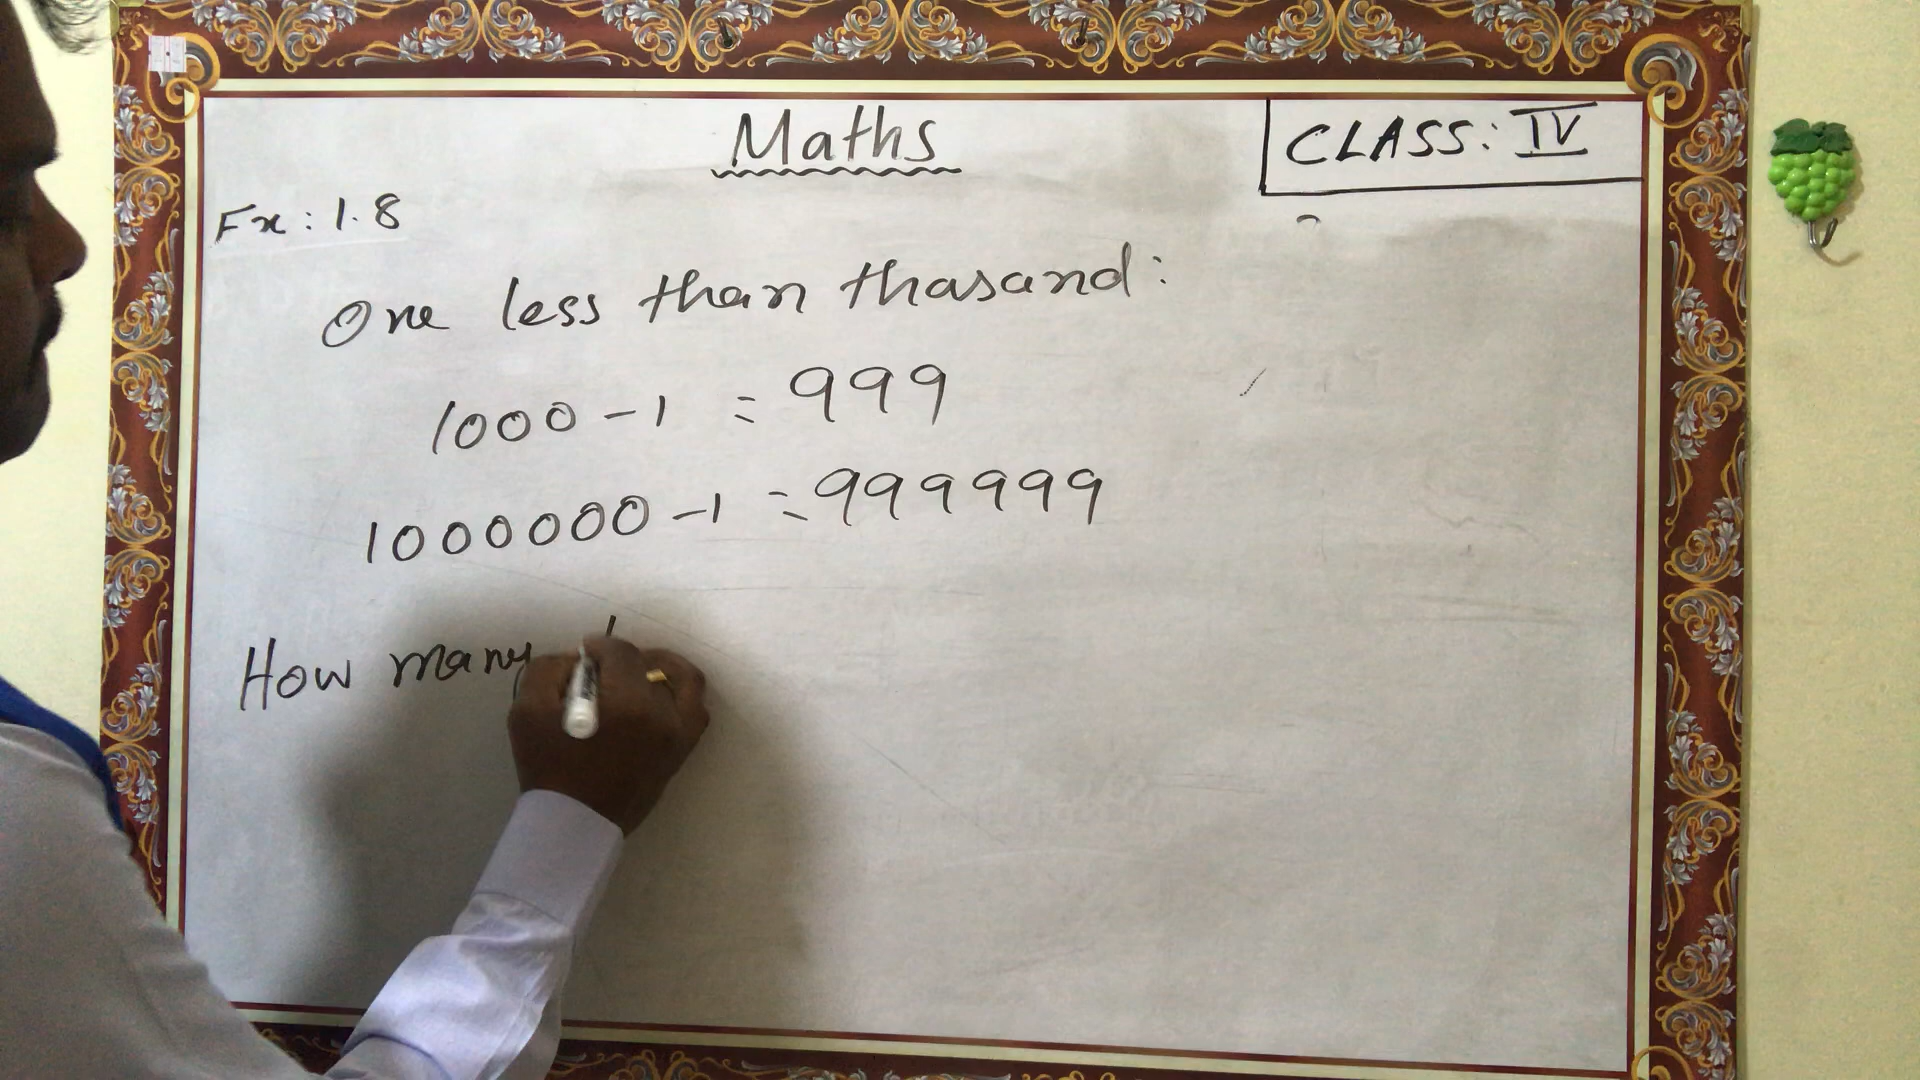 Maths
CLASS: IV
Ex: 1.8
One less than thasand:
1000 - 1 = 999
1000000 - 1 = 999999
How many